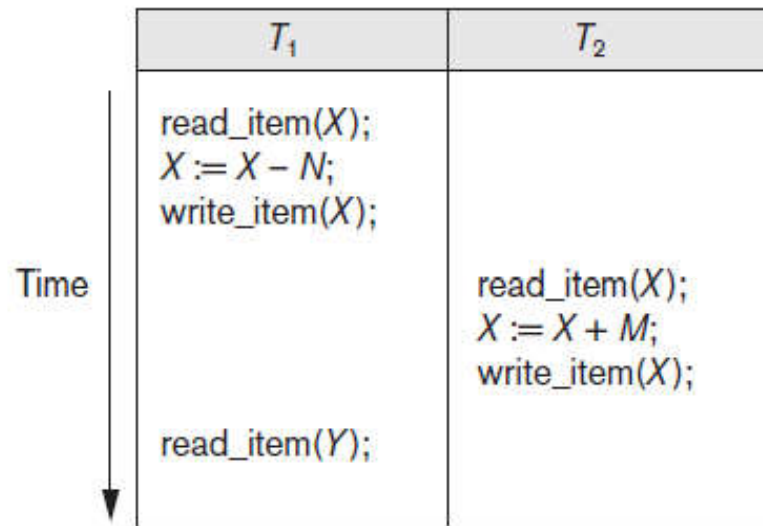 T₁ T₂
read_item(X);
X := X – N;
write_item(X);
Time
read_item(X);
X := X + M;
write_item(X);
read_item(Y);